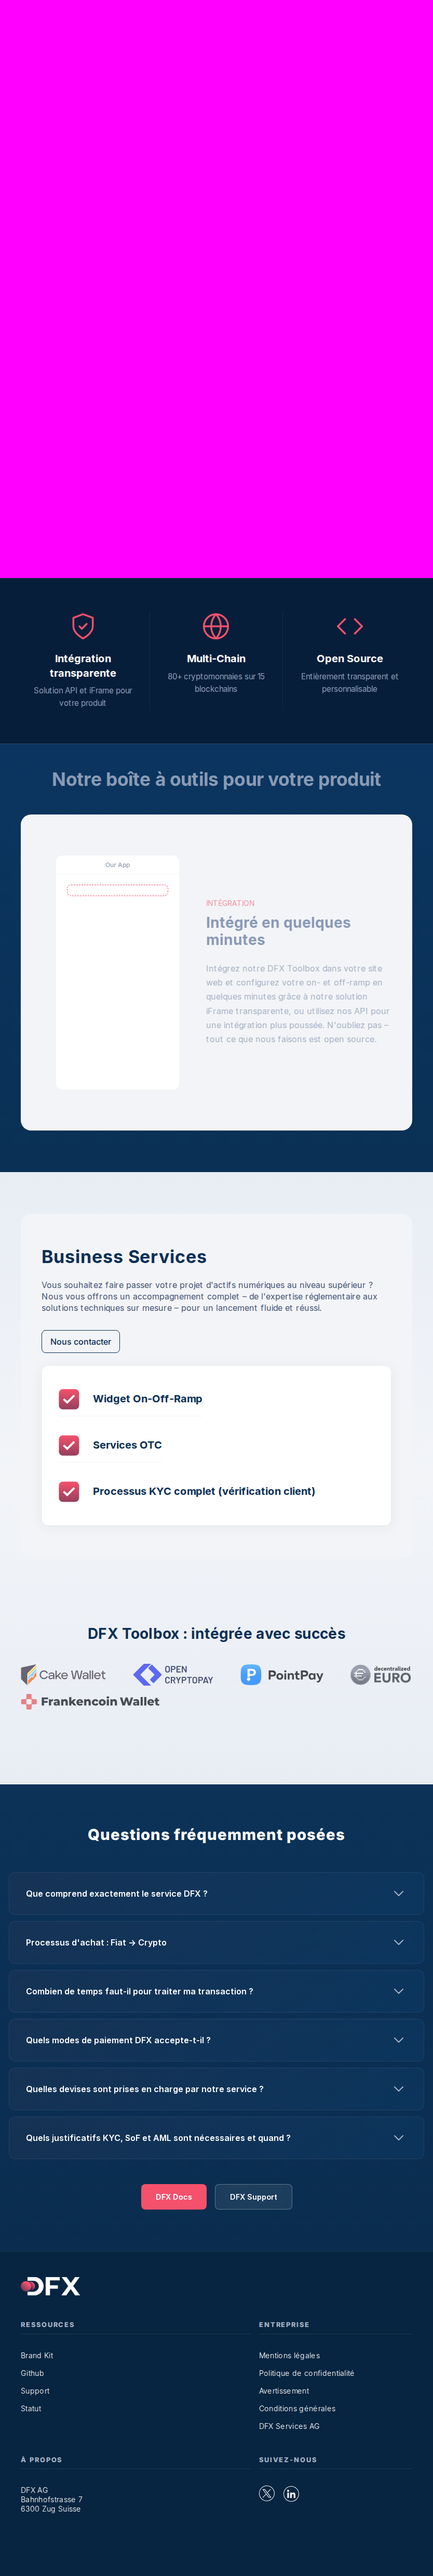 Intégration
transparente
Solution API et iFrame pour
votre produit
Multi-Chain
80+ cryptomonnaies sur 15
blockchains
Open Source
Entièrement transparent et
personnalisable
Notre boîte à outils pour votre produit
Our App
INTÉGRATION
Intégré en quelques
minutes
Intégrez notre DFX Toolbox dans votre site
web et configurez votre on- et off-ramp en
quelques minutes grâce à notre solution
iFrame transparente, ou utilisez nos API pour
une intégration plus poussée. N'oubliez pas –
tout ce que nous faisons est open source.
Business Services
Vous souhaitez faire passer votre projet d'actifs numériques au niveau supérieur ?
Nous vous offrons un accompagnement complet – de l'expertise réglementaire aux
solutions techniques sur mesure – pour un lancement fluide et réussi.
Nous contacter
Widget On-Off-Ramp
Services OTC
Processus KYC complet (vérification client)
DFX Toolbox : intégrée avec succès
Cake Wallet
OPEN
CRYPTOPAY
PointPay
decentralized
EURO
Frankencoin Wallet
Questions fréquemment posées
Que comprend exactement le service DFX ?
Processus d'achat : Fiat → Crypto
Combien de temps faut-il pour traiter ma transaction ?
Quels modes de paiement DFX accepte-t-il ?
Quelles devises sont prises en charge par notre service ?
Quels justificatifs KYC, SoF et AML sont nécessaires et quand ?
DFX Docs
DFX Support
DFX
RESSOURCES
Brand Kit
Github
Support
Statut
ENTREPRISE
Mentions légales
Politique de confidentialité
Avertissement
Conditions générales
DFX Services AG
À PROPOS
DFX AG
Bahnhofstrasse 7
6300 Zug Suisse
SUIVEZ-NOUS